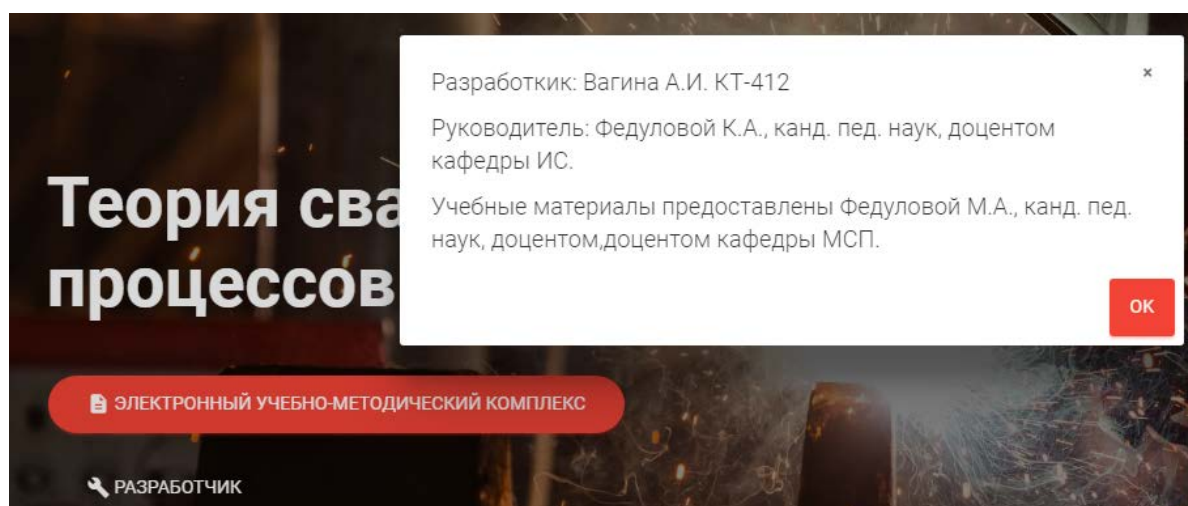 Разработкик: Вагина А.И. КТ-412
×
Руководитель: Федуловой К.А., канд. пед. наук, доцентом
кафедры ИС.
Учебные материалы предоставлены Федуловой М.А., канд. пед.
наук, доцентом,доцентом кафедры МСП.
ОК
Теория сва
процессов
ЭЛЕКТРОННЫЙ УЧЕБНО-МЕТОДИЧЕСКИЙ КОМПЛЕКС
РАЗРАБОТЧИК